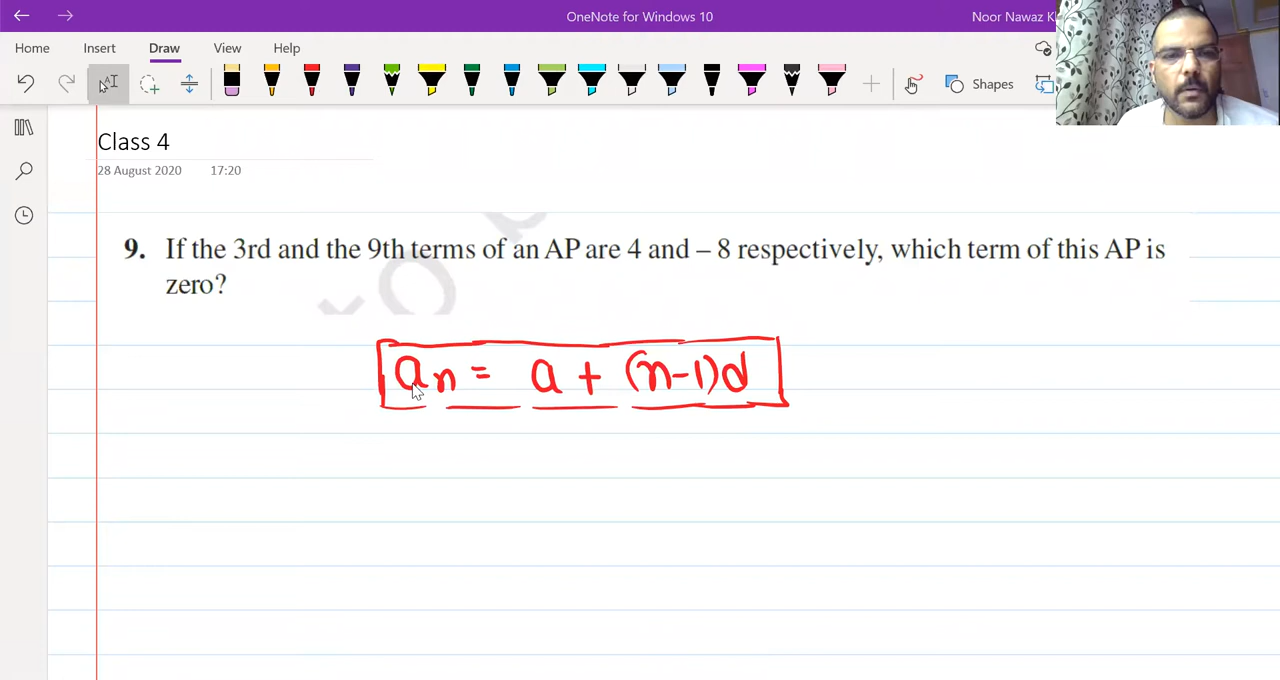 OneNote for Windows 10
Noor Nawaz
Home Insert Draw View Help
Shapes
Class 4
28 August 2020 17:20
9. If the 3rd and the 9th terms of an AP are 4 and – 8 respectively, which term of this AP is
zero?
an = a + (n-1)d